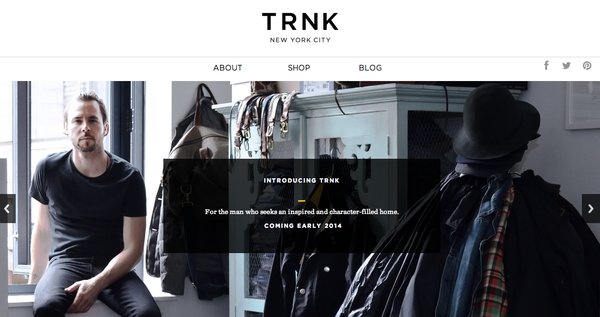 TRNK
NEW YORK CITY
ABOUT SHOP BLOG
INTRODUCING TRNK
For the man who seeks an inspired and character-filled home.
COMING EARLY 2014